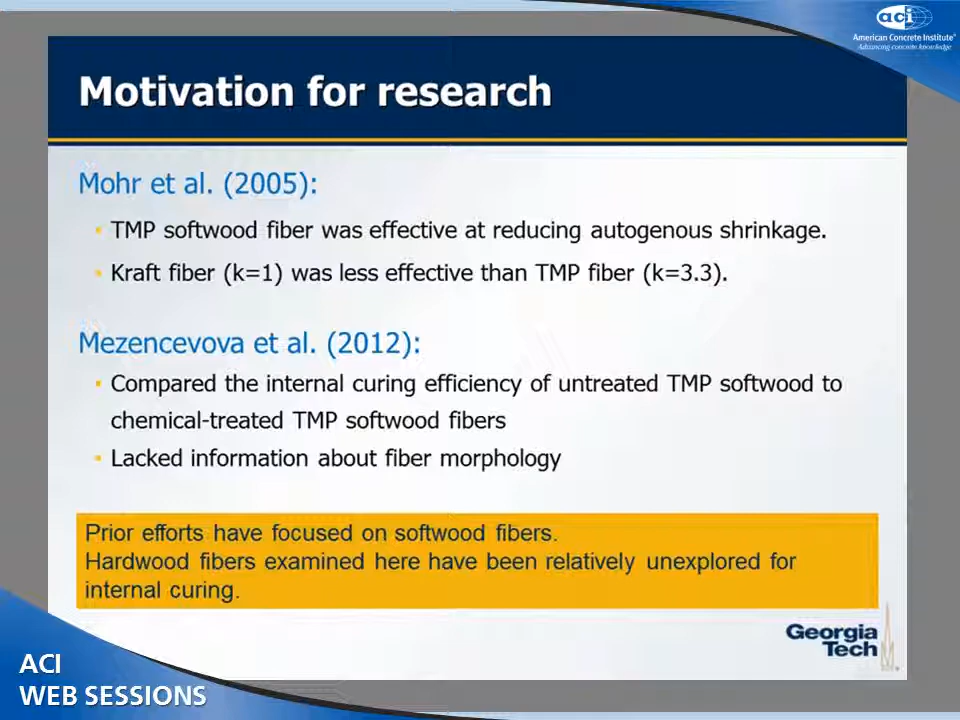 aci
American Concrete Institute®
Advancing concrete knowledge
Motivation for research
Mohr et al. (2005):
▪ TMP softwood fiber was effective at reducing autogenous shrinkage.
▪ Kraft fiber (k=1) was less effective than TMP fiber (k=3.3).
Mezencevova et al. (2012):
▪ Compared the internal curing efficiency of untreated TMP softwood to
chemical-treated TMP softwood fibers
▪ Lacked information about fiber morphology
Prior efforts have focused on softwood fibers.
Hardwood fibers examined here have been relatively unexplored for
internal curing.
Georgia
Tech
ACI
WEB SESSIONS